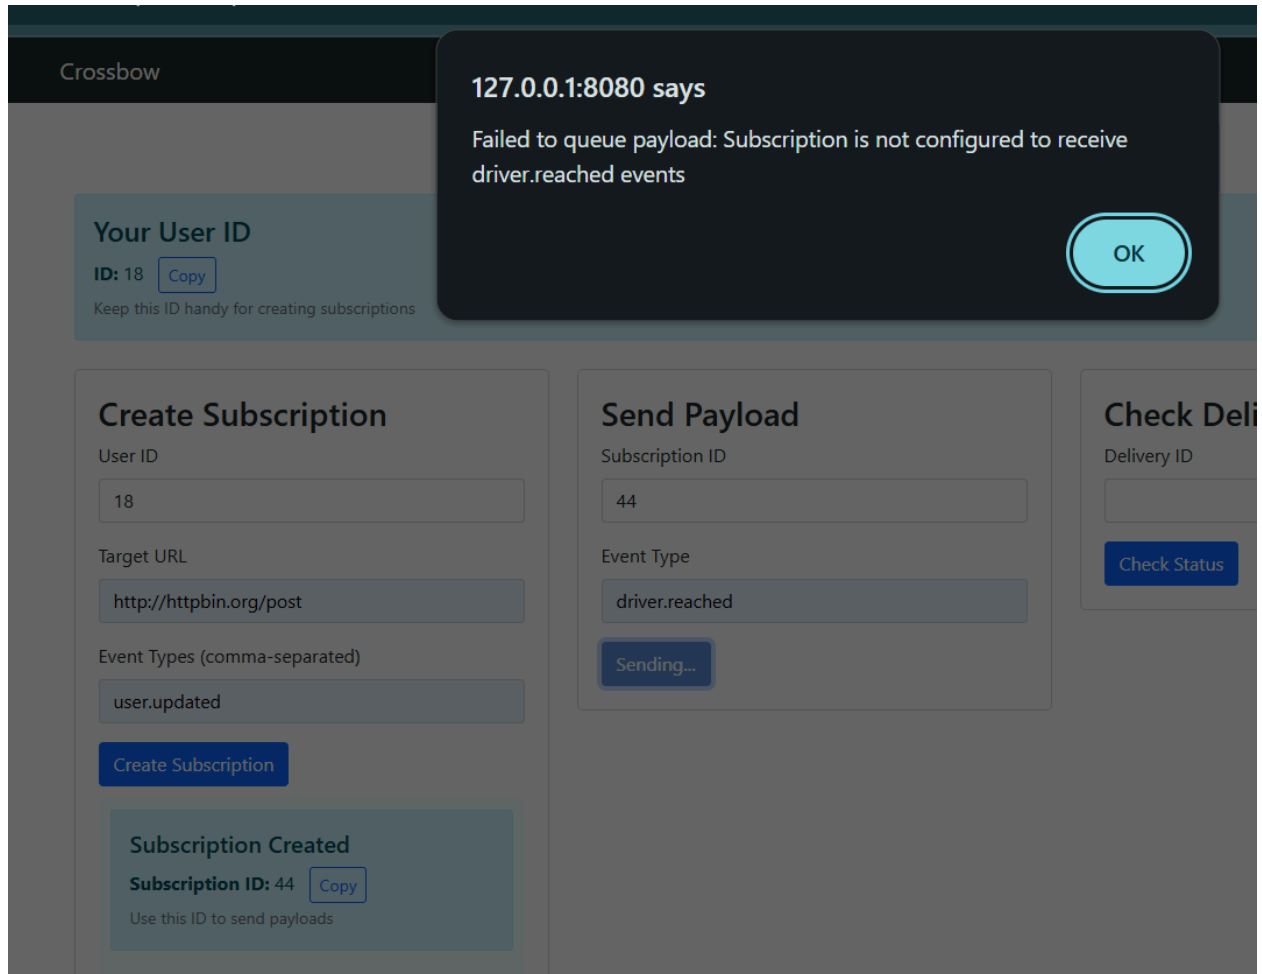 Crossbow
127.0.0.1:8080 says
Failed to queue payload: Subscription is not configured to receive
driver.reached events
OK
Your User ID
ID: 18 Copy
Keep this ID handy for creating subscriptions
Create Subscription
User ID
18
Target URL
http://httpbin.org/post
Event Types (comma-separated)
user.updated
Create Subscription
Subscription Created
Subscription ID: 44 Copy
Use this ID to send payloads
Send Payload
Subscription ID
44
Event Type
driver.reached
Sending...
Check Deli
Delivery ID
Check Status